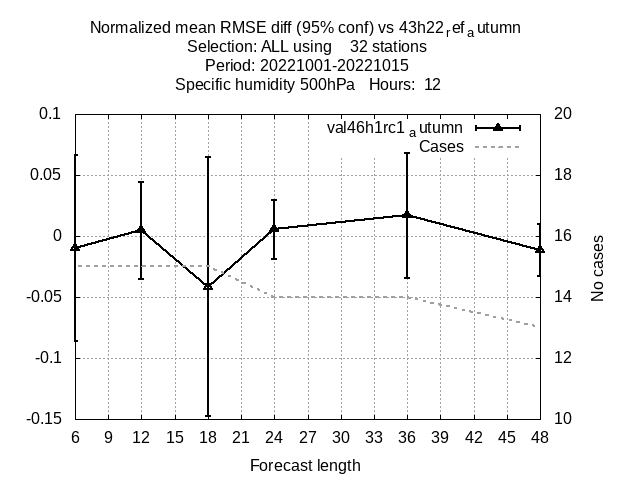 Normalized mean RMSE diff (95% conf) vs 43h22refautumn
Selection: ALL using 32 stations
Period: 20221001-20221015
Specific humidity 500hPa Hours: 12
0.1
0.05
0
-0.05
-0.1
-0.15
20
18
16
14
12
10
val46h1rc1autumn
Cases
No cases
6 9 12 15 18 21 24 27 30 33 36 39 42 45 48
Forecast length